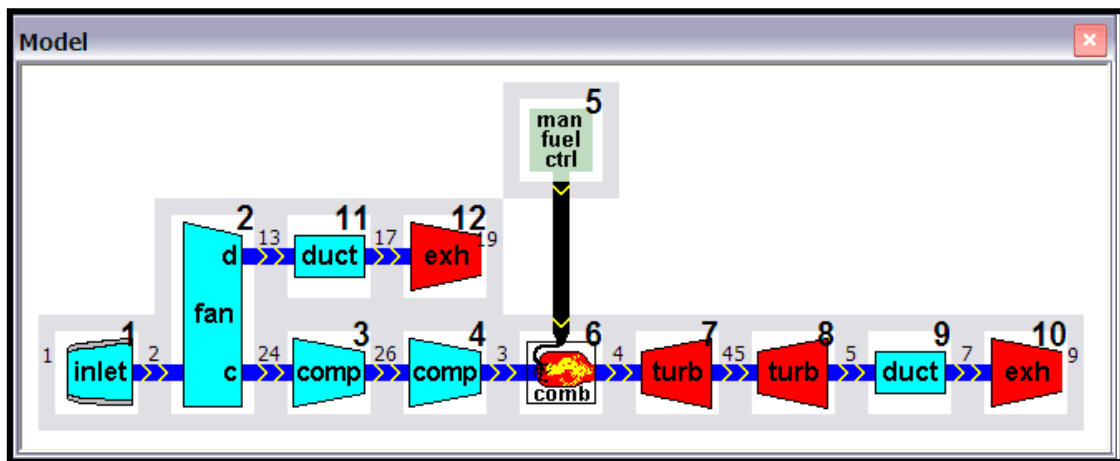 Model
5
man
fuel
ctrl
2 11 12
13 17 19
d duct exh
fan
1 3 4 6 7 8 9 10
1 2 24 26 3 4 45 5 7 9
inlet c comp comp turb turb duct exh
comb